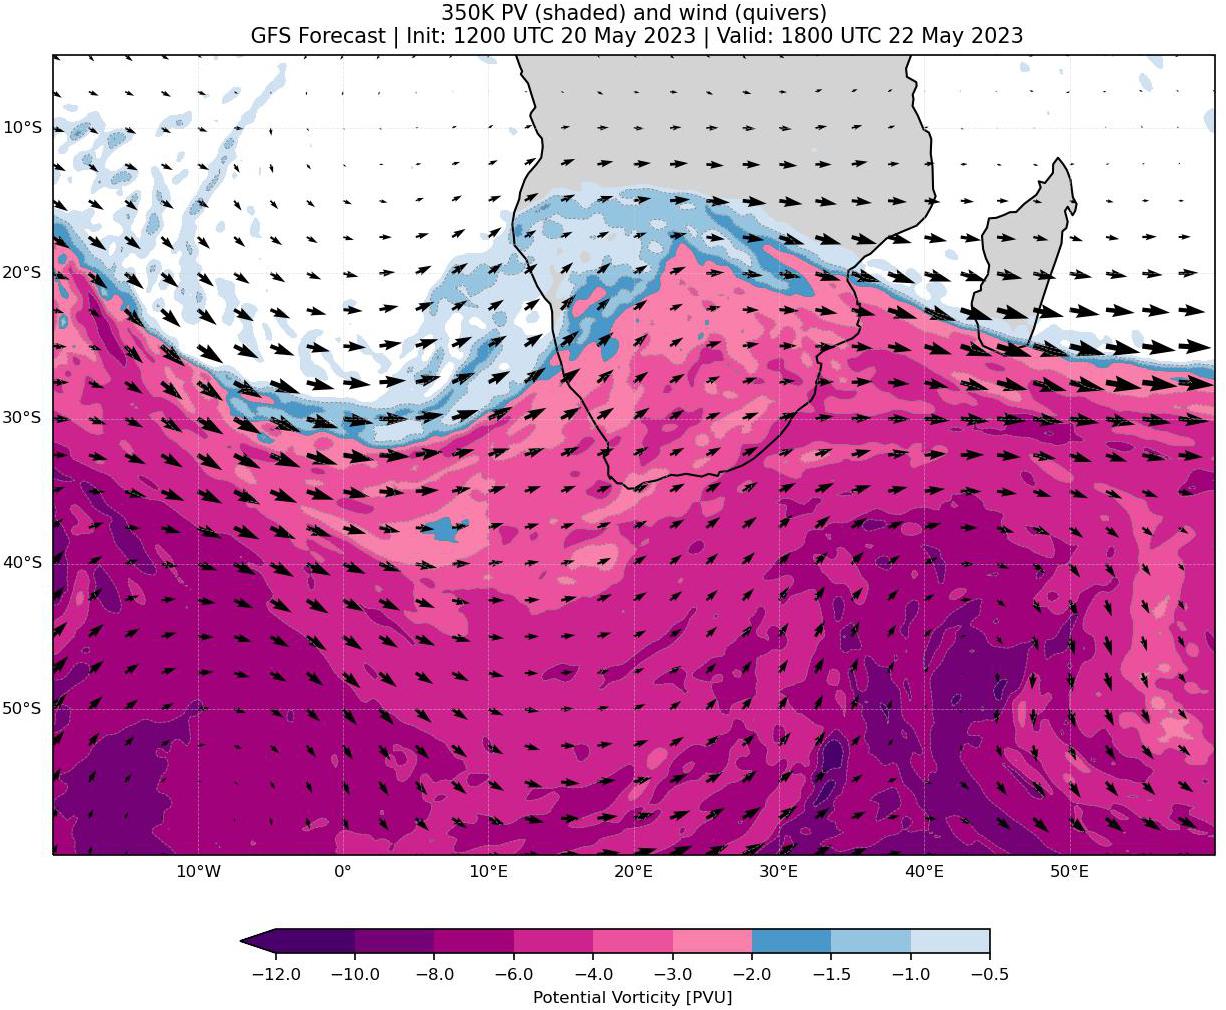 350K PV (shaded) and wind (quivers)
GFS Forecast | Init: 1200 UTC 20 May 2023 | Valid: 1800 UTC 22 May 2023
10°S
20°S
30°S
40°S
50°S
10°W 0° 10°E 20°E 30°E 40°E 50°E
−12.0 −10.0 −8.0 −6.0 −4.0 −3.0 −2.0 −1.5 −1.0 −0.5
Potential Vorticity [PVU]